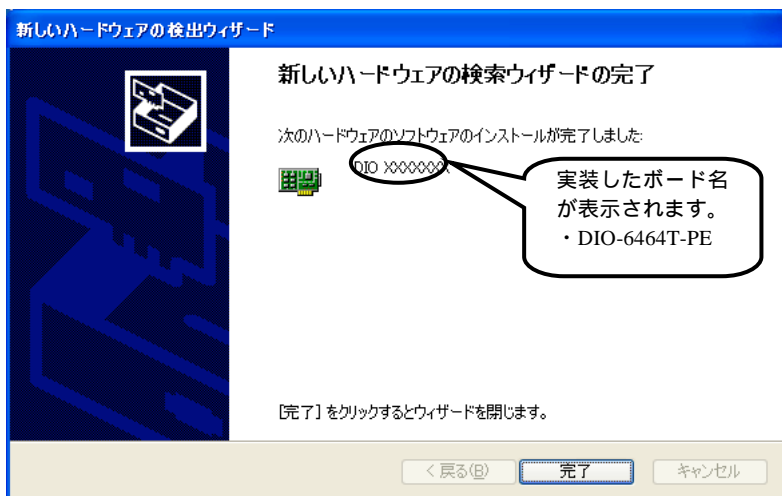 新しいハードウェアの検出ウィザード
新しいハードウェアの検索ウィザードの完了
次のハードウェアのソフトウェアのインストールが完了しました:
DIO XXXXXXX
実装したボード名
が表示されます。
・DIO-6464T-PE
[完了] をクリックするとウィザードを閉じます。
< 戻る(B)
完了
キャンセル